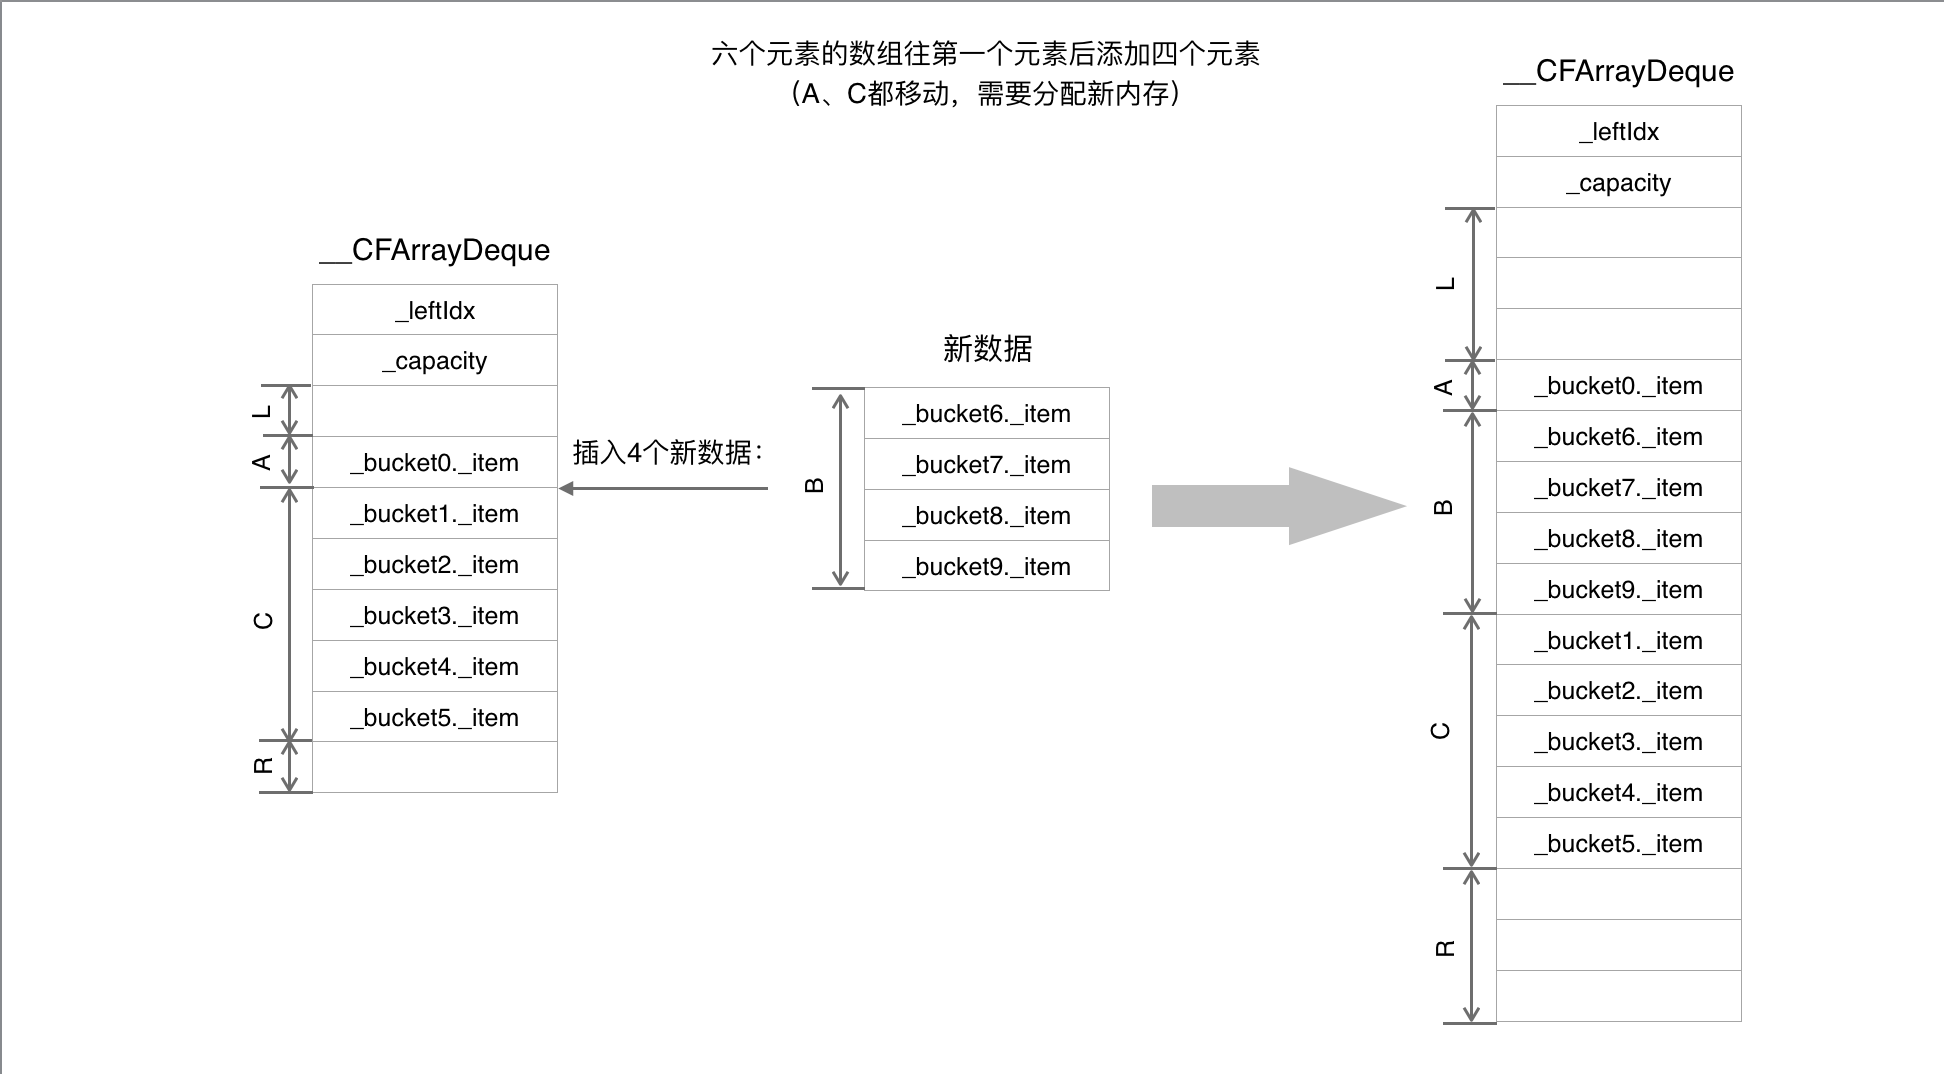 六个元素的数组往第一个元素后添加四个元素
（A、C都移动，需要分配新内存）
__CFArrayDeque
_leftIdx
_capacity
L
A
_bucket0._item
C
_bucket1._item
_bucket2._item
_bucket3._item
_bucket4._item
_bucket5._item
R
插入4个新数据：
新数据
B
_bucket6._item
_bucket7._item
_bucket8._item
_bucket9._item
__CFArrayDeque
_leftIdx
_capacity
L
A
_bucket0._item
B
_bucket6._item
_bucket7._item
_bucket8._item
_bucket9._item
C
_bucket1._item
_bucket2._item
_bucket3._item
_bucket4._item
_bucket5._item
R